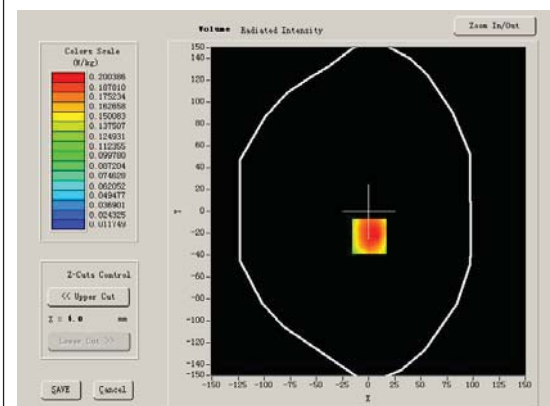 Volume Radiated Intensity
Zoom In/Out
Colors Scale
(W/kg)
0.200386
0.187810
0.175234
0.162658
0.150083
0.137507
0.124931
0.112355
0.099780
0.087204
0.074628
0.062052
0.049477
0.036901
0.024325
0.011749
Z-Cuts Control
<< Upper Cut
Z = 4.0 mm
Lower Cut >>
SAVE Cancel
150
140
120
100
80
60
40
20
0
-20
-40
-60
-80
-100
-120
-140
-150
Y
-150 -125 -100 -75 -50 -25 0 25 50 75 100 125 150
X